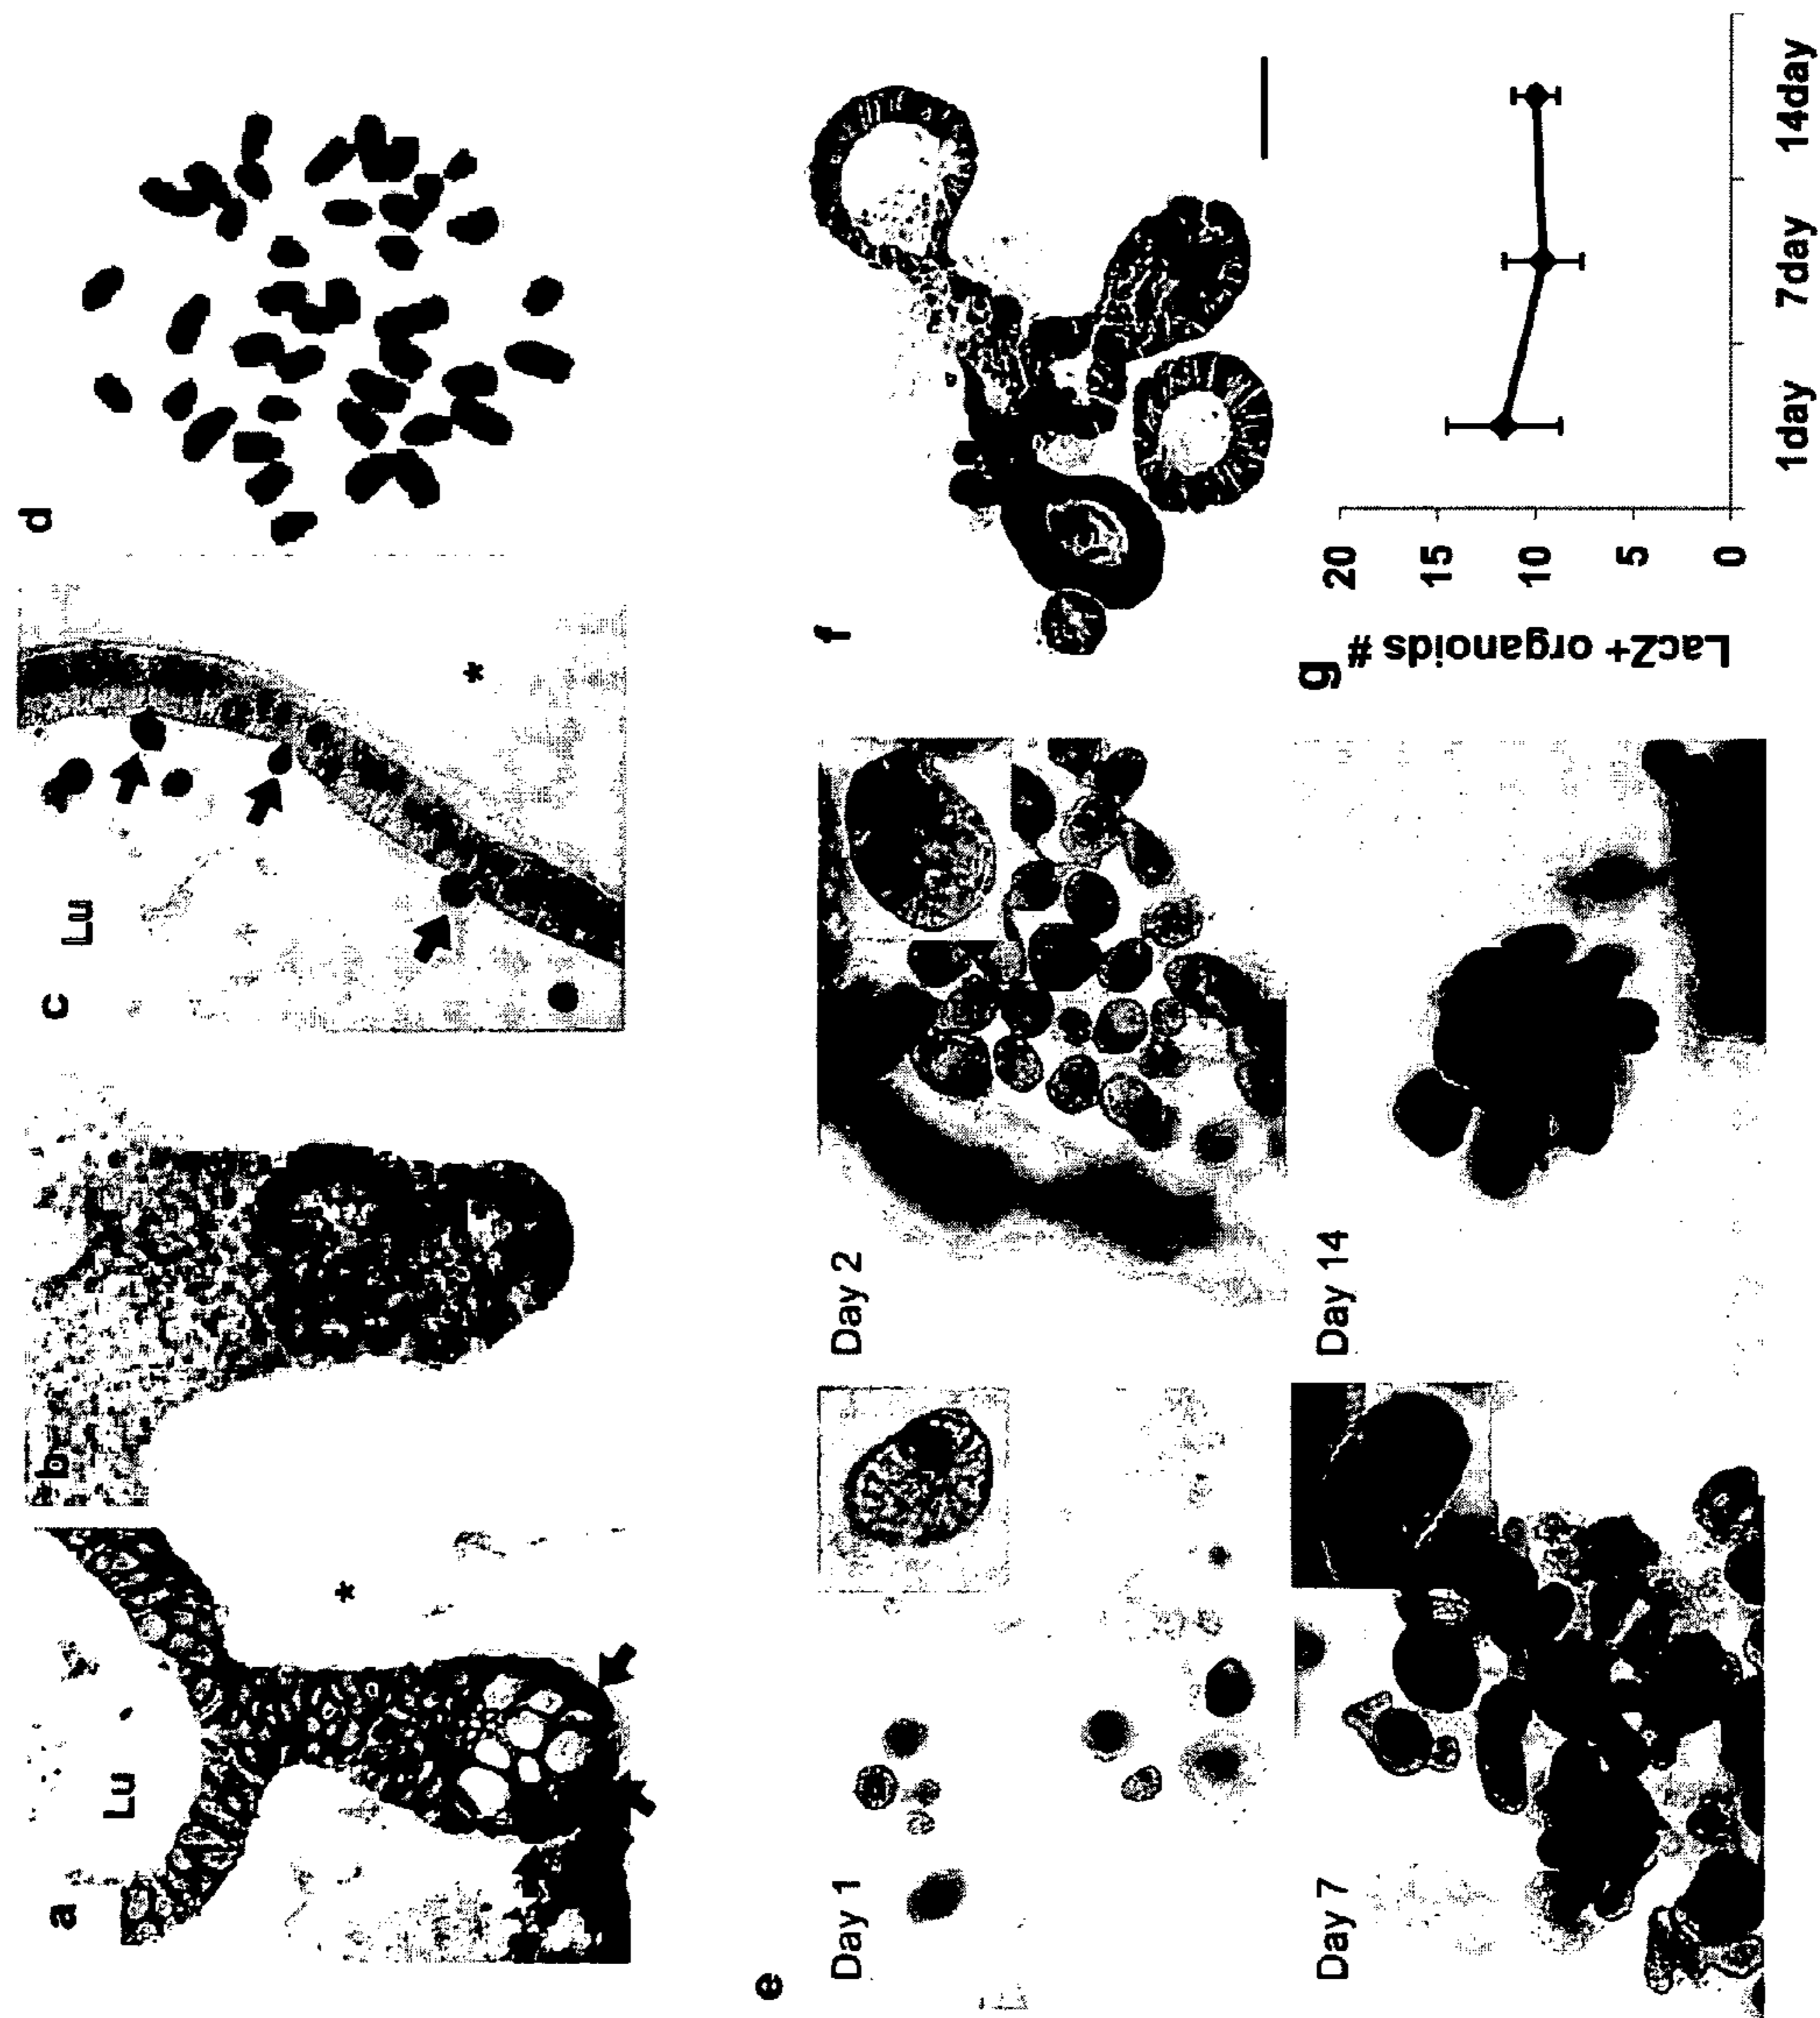 a
Lu
*
b
c
Lu
*
d
e
Day 1
Day 2
Day 7
Day 14
f
g
LacZ+ organoids #
20
15
10
5
0
1day 7day 14day